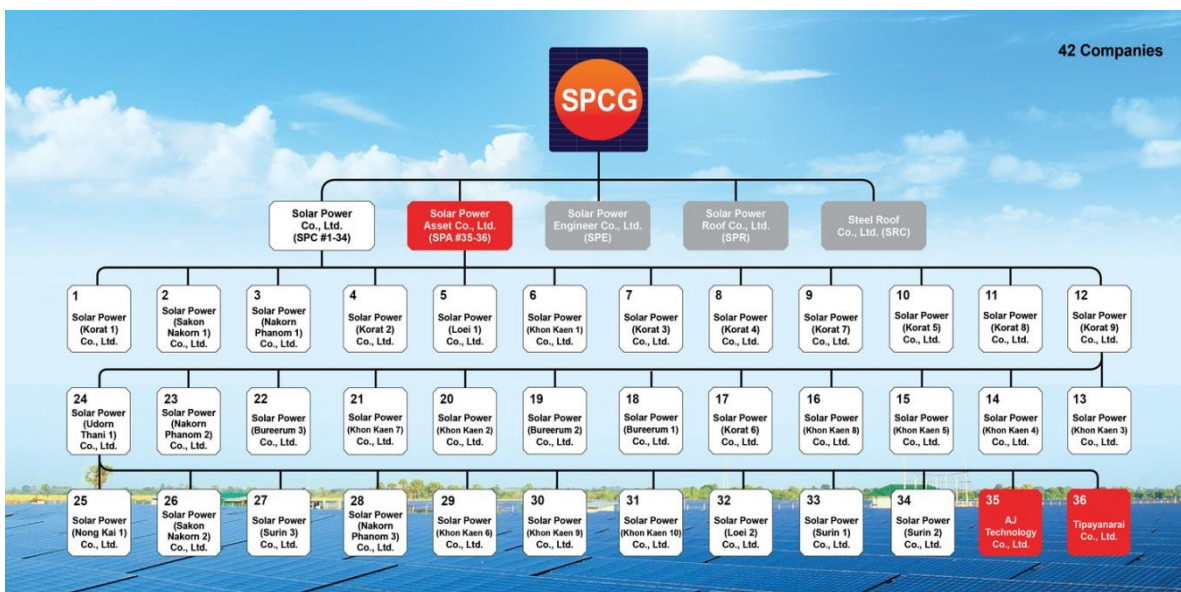 42 Companies
SPCG
Solar Power
Co., Ltd.
(SPC #1-34)
Solar Power
Asset Co., Ltd.
(SPA #35-36)
Solar Power
Engineer Co., Ltd.
(SPE)
Solar Power
Roof Co., Ltd.
(SPR)
Steel Roof
Co., Ltd. (SRC)
1
Solar Power
(Korat 1)
Co., Ltd.
2
Solar Power
(Sakon
Nakorn 1)
Co., Ltd.
3
Solar Power
(Nakorn
Phanom 1)
Co., Ltd.
4
Solar Power
(Korat 2)
Co., Ltd.
5
Solar Power
(Loei 1)
Co., Ltd.
6
Solar Power
(Khon Kaen 1)
Co., Ltd.
7
Solar Power
(Korat 3)
Co., Ltd.
8
Solar Power
(Korat 4)
Co., Ltd.
9
Solar Power
(Korat 7)
Co., Ltd.
10
Solar Power
(Korat 5)
Co., Ltd.
11
Solar Power
(Korat 8)
Co., Ltd.
12
Solar Power
(Korat 9)
Co., Ltd.
24
Solar Power
(Udorn
Thani 1)
Co., Ltd.
23
Solar Power
(Nakorn
Phanom 2)
Co., Ltd.
22
Solar Power
(Bureerum 3)
Co., Ltd.
21
Solar Power
(Khon Kaen 7)
Co., Ltd.
20
Solar Power
(Khon Kaen 2)
Co., Ltd.
19
Solar Power
(Bureerum 2)
Co., Ltd.
18
Solar Power
(Bureerum 1)
Co., Ltd.
17
Solar Power
(Korat 6)
Co., Ltd.
16
Solar Power
(Khon Kaen 8)
Co., Ltd.
15
Solar Power
(Khon Kaen 5)
Co., Ltd.
14
Solar Power
(Khon Kaen 4)
Co., Ltd.
13
Solar Power
(Khon Kaen 3)
Co., Ltd.
25
Solar Power
(Nong Kai 1)
Co., Ltd.
26
Solar Power
(Sakon
Nakorn 2)
Co., Ltd.
27
Solar Power
(Surin 3)
Co., Ltd.
28
Solar Power
(Nakorn
Phanom 3)
Co., Ltd.
29
Solar Power
(Khon Kaen 6)
Co., Ltd.
30
Solar Power
(Khon Kaen 9)
Co., Ltd.
31
Solar Power
(Khon Kaen 10)
Co., Ltd.
32
Solar Power
(Loei 2)
Co., Ltd.
33
Solar Power
(Surin 1)
Co., Ltd.
34
Solar Power
(Surin 2)
Co., Ltd.
35
AJ
Technology
Co., Ltd.
36
Tipayanarai
Co., Ltd.